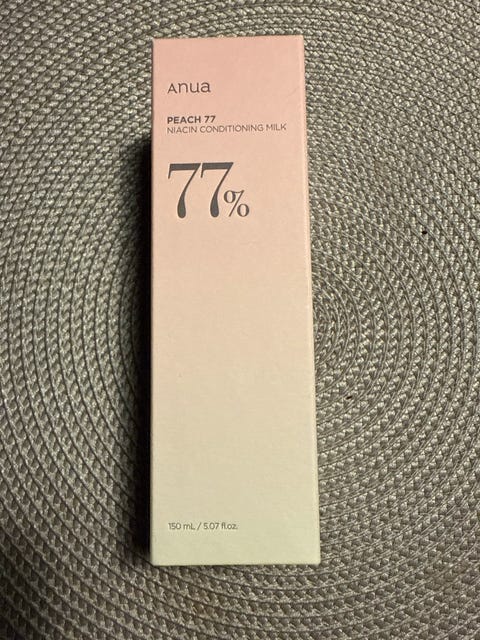 Anua
PEACH 77
NIACIN CONDITIONING MILK
77%
150 mL / 5.07 fl.oz.